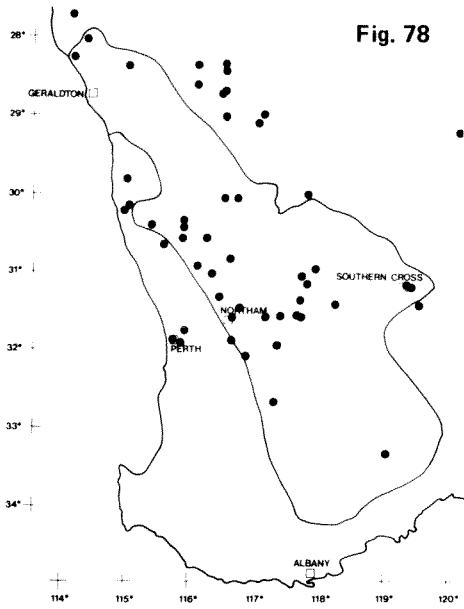 Fig. 78
28°
GERALDTON
29°
30°
31°
SOUTHERN CROSS
NORTHAM
32°
PERTH
33°
34°
ALBANY
114° 115° 116° 117° 118° 119° 120°